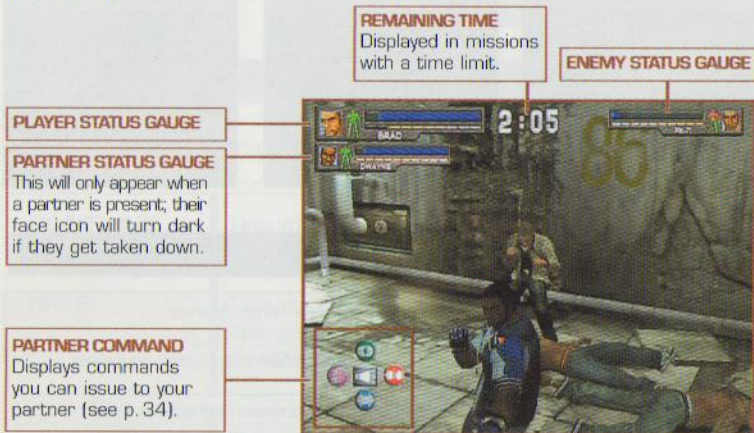 REMAINING TIME
Displayed in missions
with a time limit.
ENEMY STATUS GAUGE
PLAYER STATUS GAUGE
PARTNER STATUS GAUGE
This will only appear when
a partner is present; their
face icon will turn dark
if they get taken down.
PARTNER COMMAND
Displays commands
you can issue to your
partner (see p. 34).
BRAD
2:05
DWAYNE
86